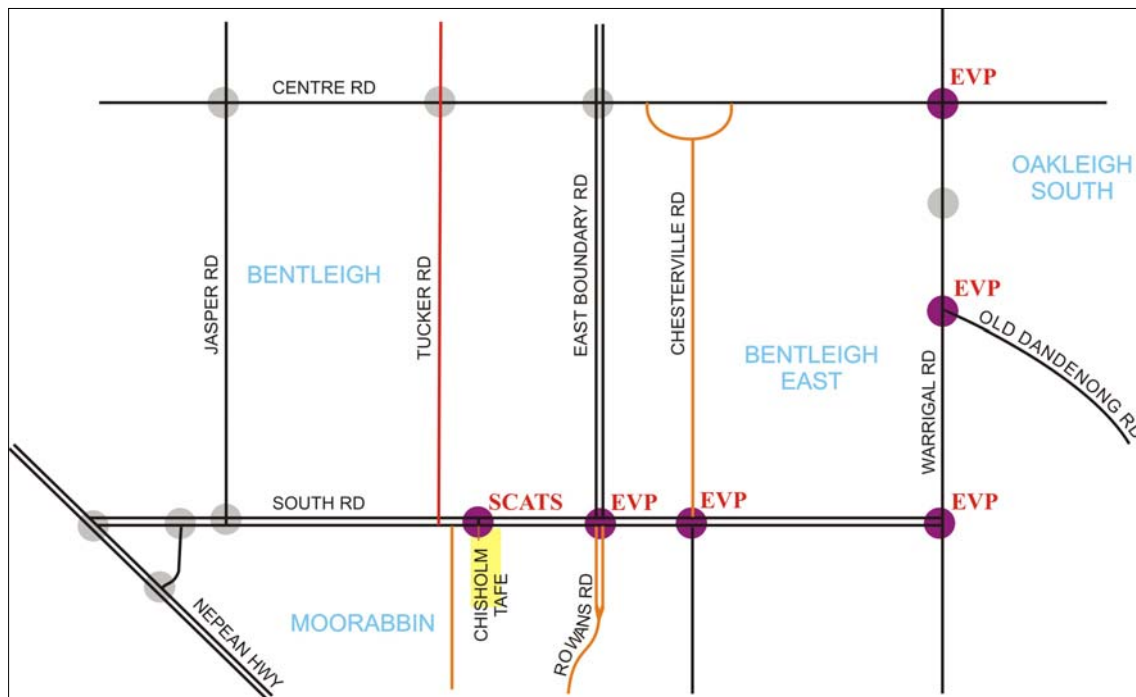 CENTRE RD
EVP
OAKLEIGH
SOUTH
JASPER RD
BENTLEIGH
TUCKER RD
EAST BOUNDARY RD
CHESTERVILLE RD
EVP
BENTLEIGH
EAST
OLD DANDENONG RD
WARRIGAL RD
SOUTH RD
SCATS
EVP
EVP
EVP
NEPEAN HWY
MOORABBIN
CHISHOLM
TAFE
ROWANS RD